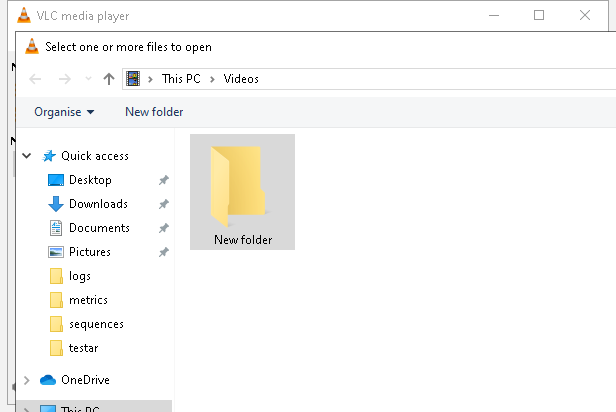 VLC media player
Select one or more files to open
This PC
Videos
Organise
New folder
Quick access
Desktop
Downloads
Documents
Pictures
logs
metrics
sequences
testar
OneDrive
This PC
New folder